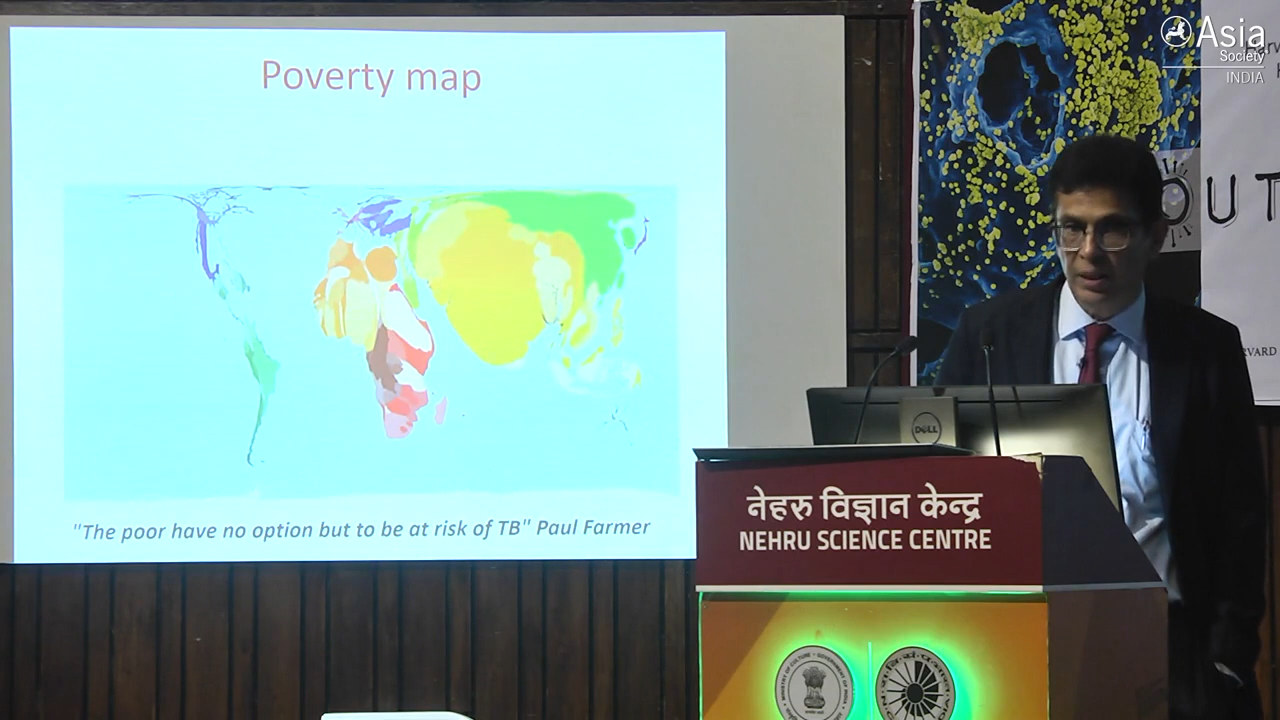 Poverty map
"The poor have no option but to be at risk of TB" Paul Farmer
Asia
Society
INDIA
OUT
DELL
नेहरु विज्ञान केन्द्र
NEHRU SCIENCE CENTRE